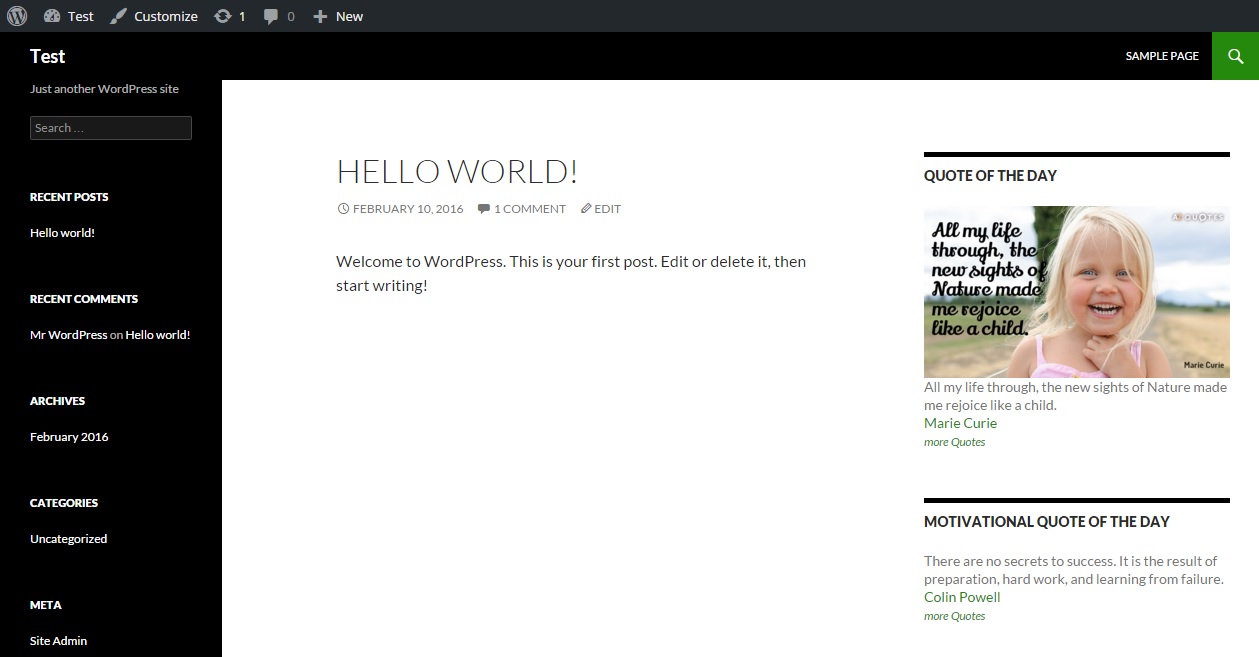 Test Customize 1 0 New
Test
SAMPLE PAGE
Just another WordPress site
Search ...
RECENT POSTS
Hello world!
RECENT COMMENTS
Mr WordPress on Hello world!
ARCHIVES
February 2016
CATEGORIES
Uncategorized
META
Site Admin
HELLO WORLD!
FEBRUARY 10, 2016 1 COMMENT EDIT
Welcome to WordPress. This is your first post. Edit or delete it, then
start writing!
QUOTE OF THE DAY
AZ QUOTES
All my life
through, the
new sights of
Nature made
me rejoice
like a child.
Marie Curie
All my life through, the new sights of Nature made
me rejoice like a child.
Marie Curie
more Quotes
MOTIVATIONAL QUOTE OF THE DAY
There are no secrets to success. It is the result of
preparation, hard work, and learning from failure.
Colin Powell
more Quotes